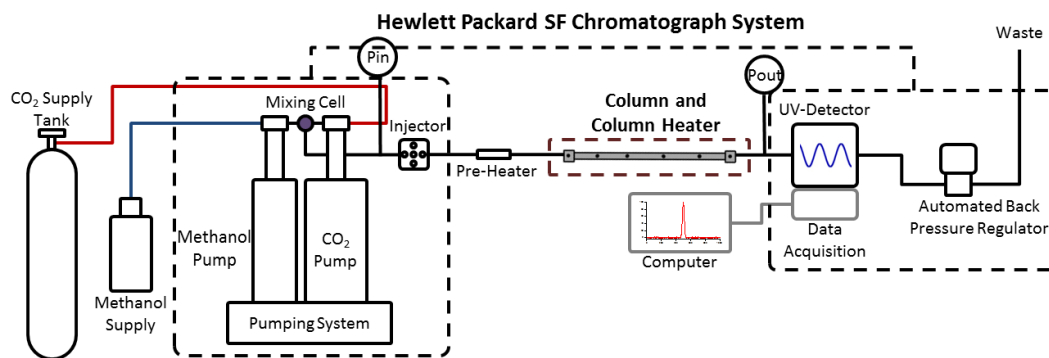 Hewlett Packard SF Chromatograph System
Waste
Pin
Pout
CO₂ Supply
Tank
Mixing Cell
Injector
Column and
Column Heater
UV-Detector
Pre-Heater
Methanol
Pump
CO₂
Pump
Automated Back
Pressure Regulator
Data
Acquisition
Computer
Methanol
Supply
Pumping System